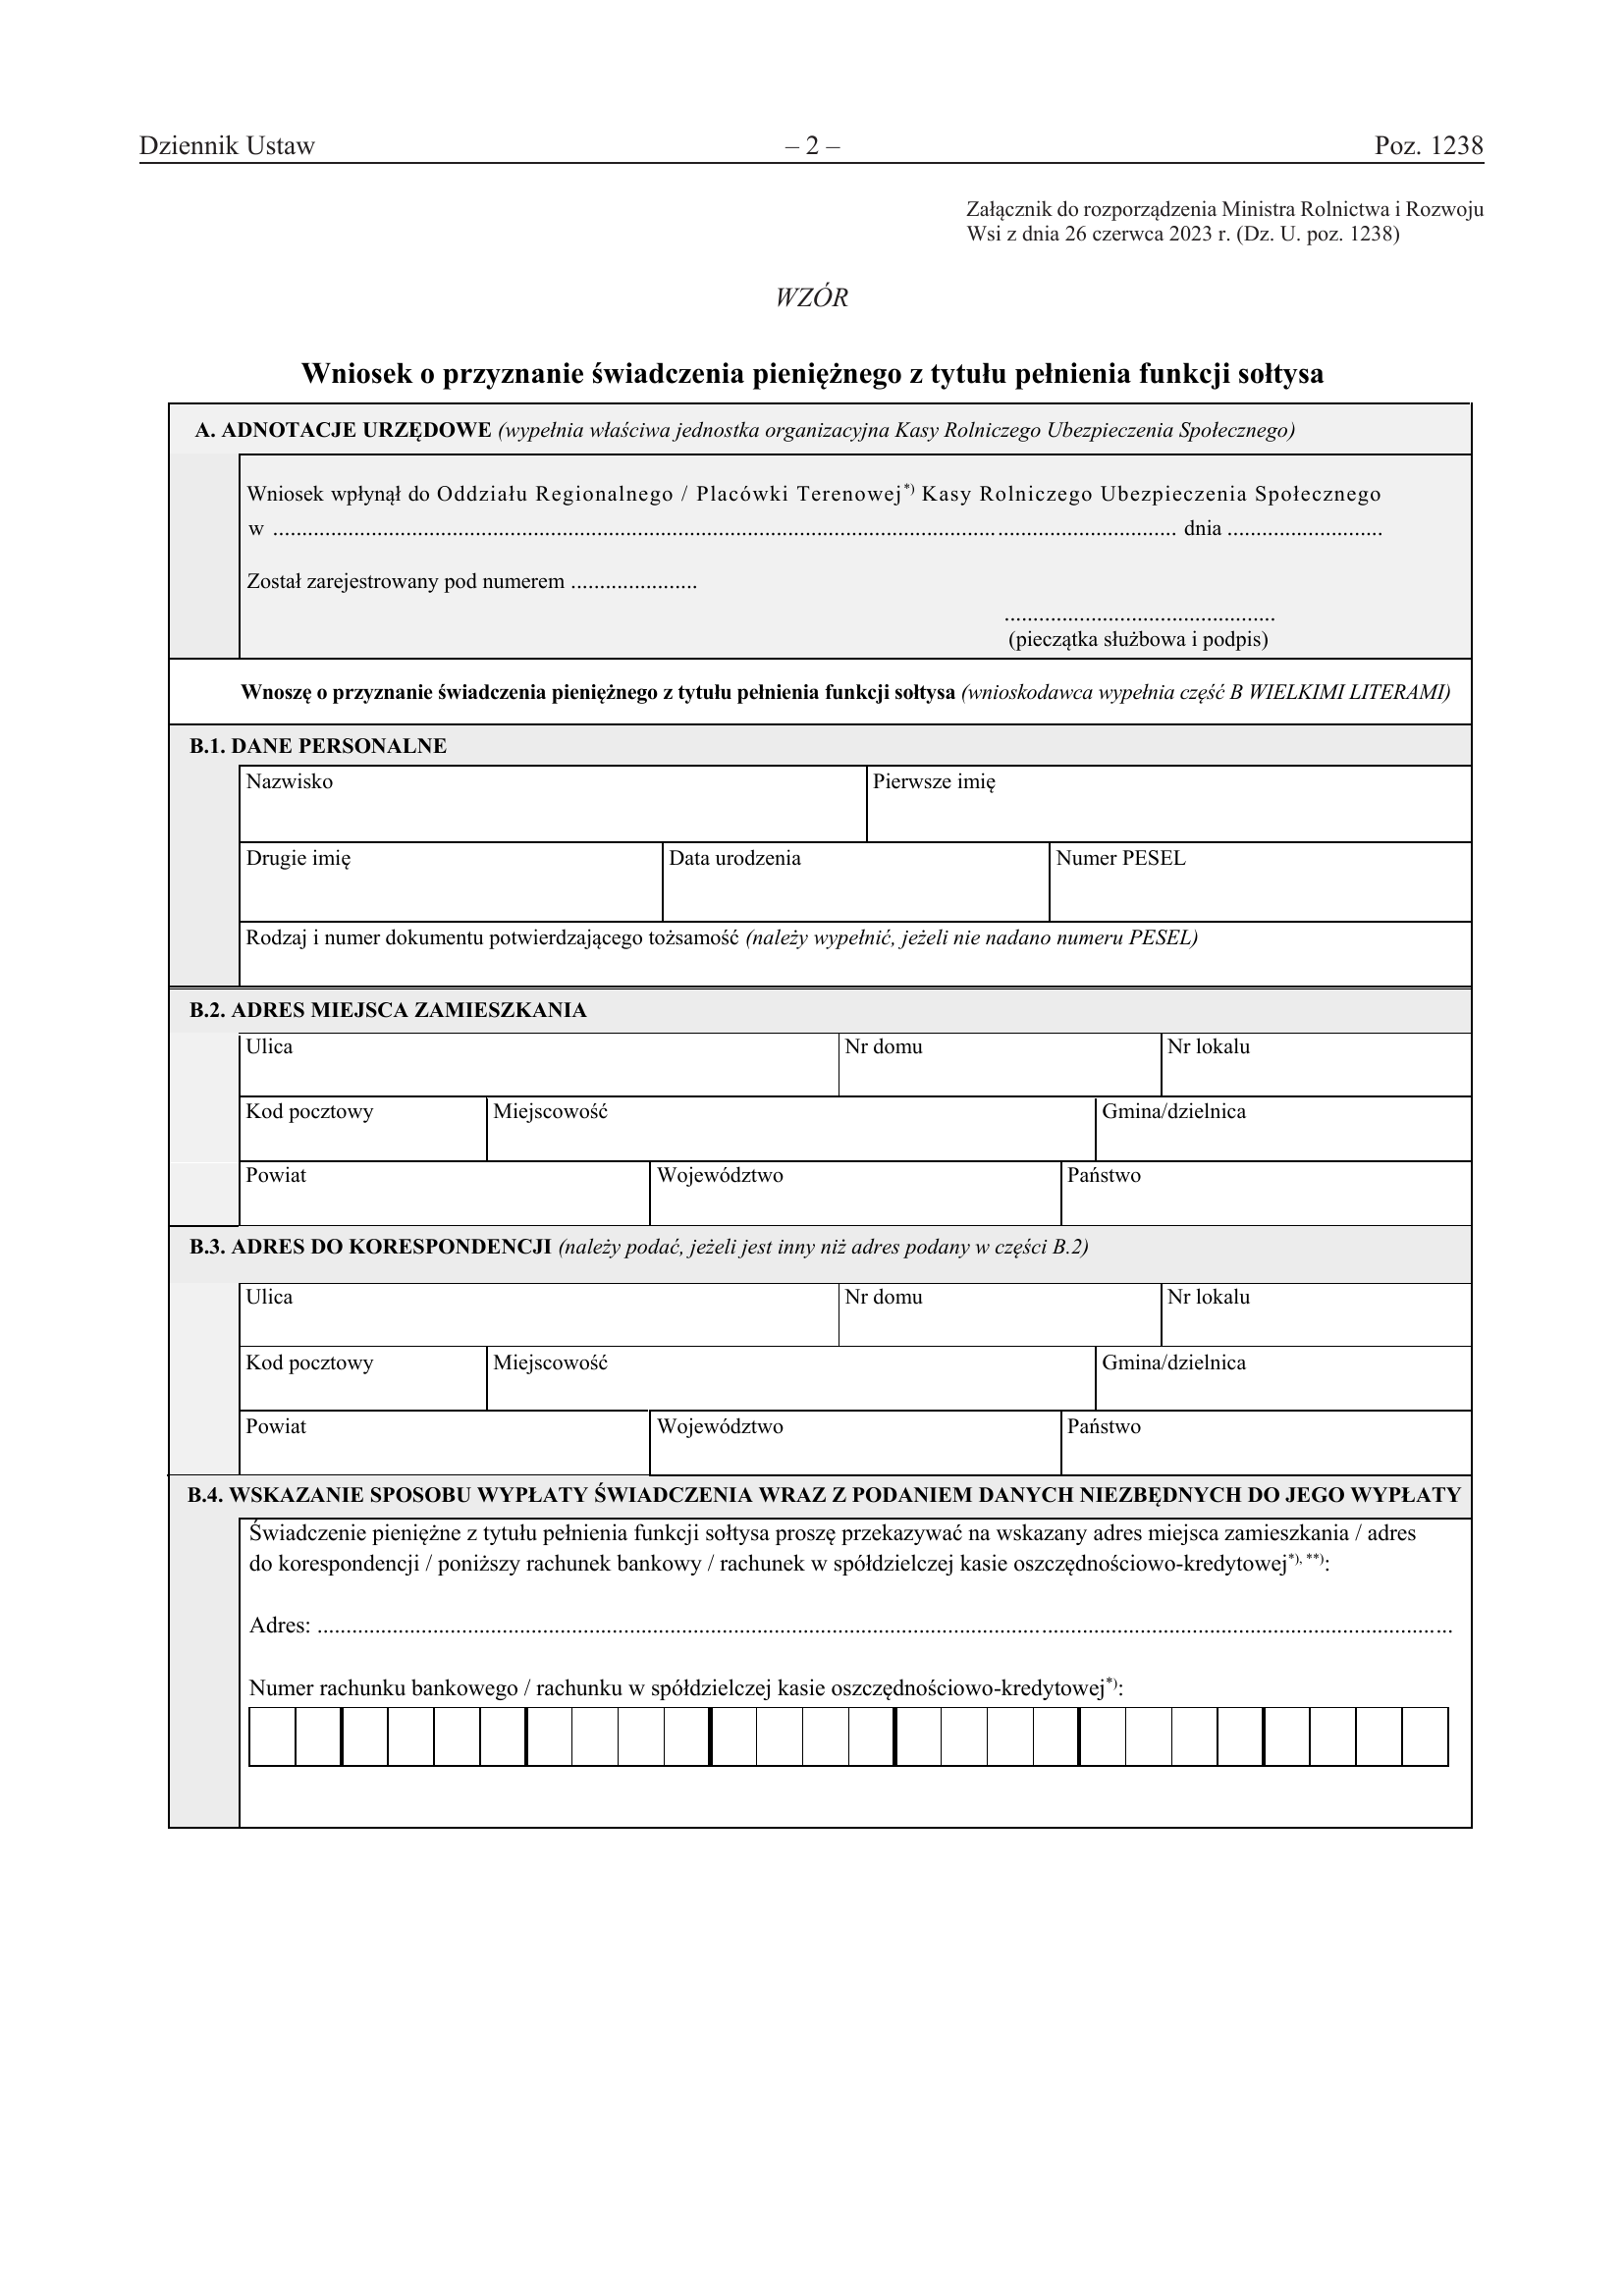 Dziennik Ustaw – 2 – Poz. 1238
Załącznik do rozporządzenia Ministra Rolnictwa i Rozwoju
Wsi z dnia 26 czerwca 2023 r. (Dz. U. poz. 1238)
WZÓR
Wniosek o przyznanie świadczenia pieniężnego z tytułu pełnienia funkcji sołtysa
A. ADNOTACJE URZĘDOWE (wypełnia właściwa jednostka organizacyjna Kasy Rolniczego Ubezpieczenia Społecznego)
Wniosek wpłynął do Oddziału Regionalnego / Placówki Terenowej*) Kasy Rolniczego Ubezpieczenia Społecznego
w ........................................................................................................................................................... dnia ...........................
Został zarejestrowany pod numerem ......................
...............................................
(pieczątka służbowa i podpis)
Wnoszę o przyznanie świadczenia pieniężnego z tytułu pełnienia funkcji sołtysa (wnioskodawca wypełnia część B WIELKIMI LITERAMI)
B.1. DANE PERSONALNE
Nazwisko Pierwsze imię
Drugie imię Data urodzenia Numer PESEL
Rodzaj i numer dokumentu potwierdzającego tożsamość (należy wypełnić, jeżeli nie nadano numeru PESEL)
B.2. ADRES MIEJSCA ZAMIESZKANIA
Ulica Nr domu Nr lokalu
Kod pocztowy Miejscowość Gmina/dzielnica
Powiat Województwo Państwo
B.3. ADRES DO KORESPONDENCJI (należy podać, jeżeli jest inny niż adres podany w części B.2)
Ulica Nr domu Nr lokalu
Kod pocztowy Miejscowość Gmina/dzielnica
Powiat Województwo Państwo
B.4. WSKAZANIE SPOSOBU WYPŁATY ŚWIADCZENIA WRAZ Z PODANIEM DANYCH NIEZBĘDNYCH DO JEGO WYPŁATY
Świadczenie pieniężne z tytułu pełnienia funkcji sołtysa proszę przekazywać na wskazany adres miejsca zamieszkania / adres
do korespondencji / poniższy rachunek bankowy / rachunek w spółdzielczej kasie oszczędnościowo-kredytowej*), **):
Adres: ....................................................................................................................................................................................................
Numer rachunku bankowego / rachunku w spółdzielczej kasie oszczędnościowo-kredytowej*):